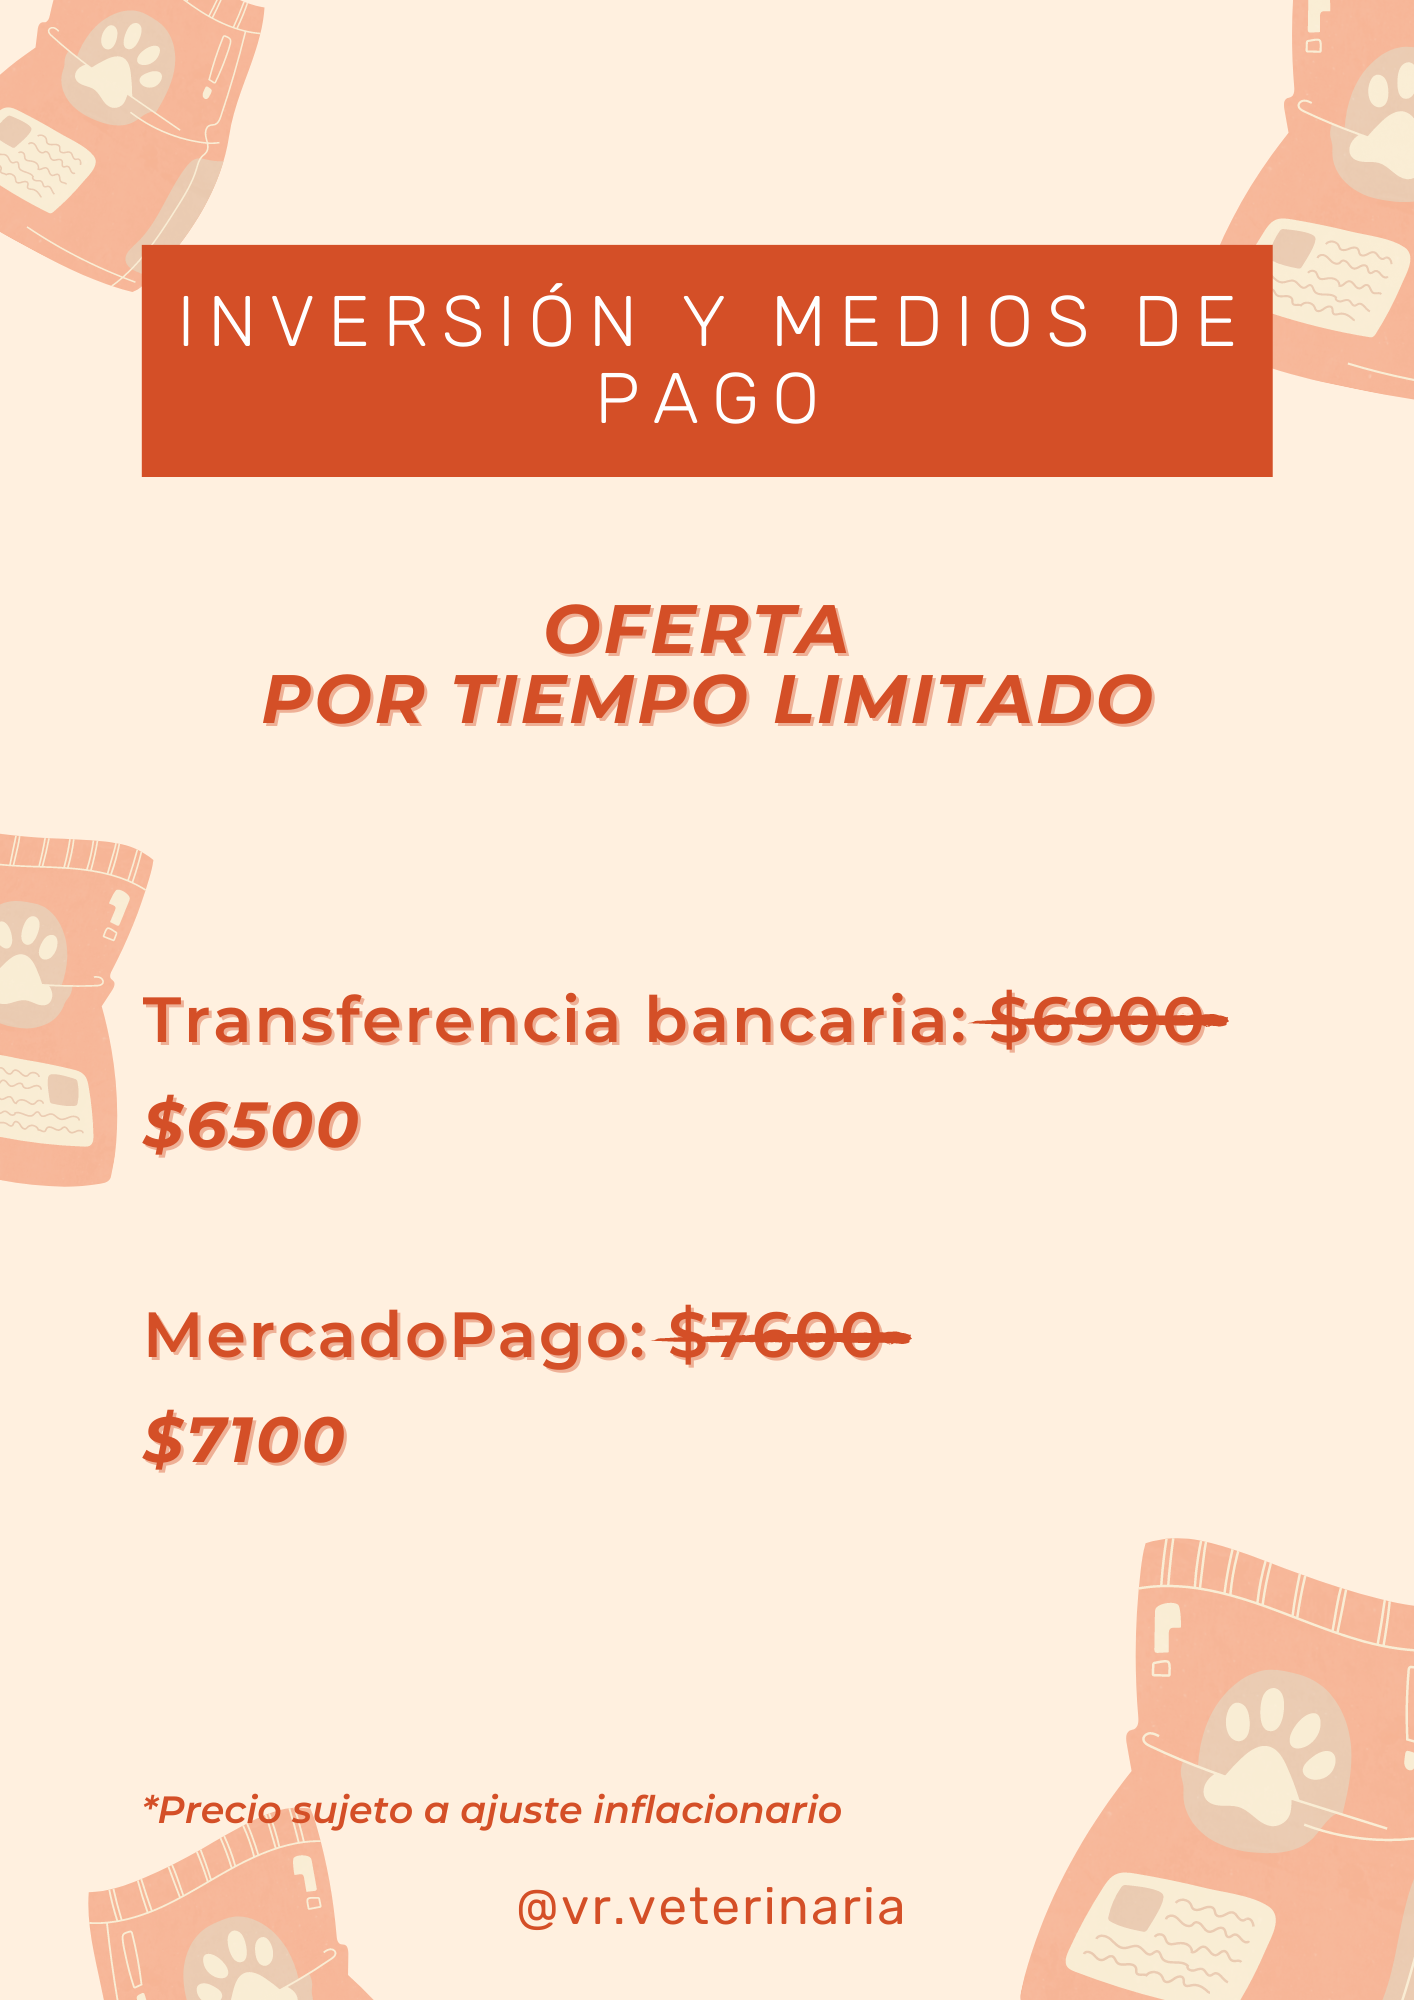 INVERSIÓN Y MEDIOS DE
PAGO
OFERTA
POR TIEMPO LIMITADO
Transferencia bancaria: $6900
$6500
MercadoPago: $7600
$7100
*Precio sujeto a ajuste inflacionario
@vr.veterinaria